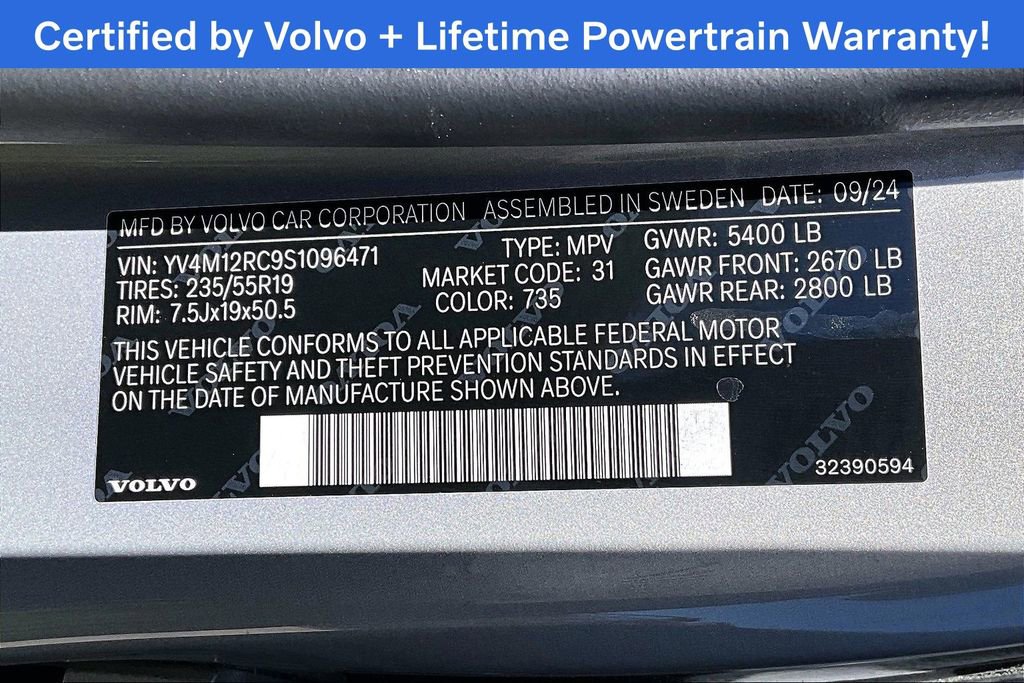 Certified by Volvo + Lifetime Powertrain Warranty!
MFD BY VOLVO CAR CORPORATION ASSEMBLED IN SWEDEN DATE: 09/24
VIN: YV4M12RC9S1096471 TYPE: MPV GVWR: 5400 LB
TIRES: 235/55R19 MARKET CODE: 31 GAWR FRONT: 2670 LB
RIM: 7.5Jx19x50.5 COLOR: 735 GAWR REAR: 2800 LB
THIS VEHICLE CONFORMS TO ALL APPLICABLE FEDERAL MOTOR
VEHICLE SAFETY AND THEFT PREVENTION STANDARDS IN EFFECT
ON THE DATE OF MANUFACTURE SHOWN ABOVE.
VOLVO
VOLVO 32390594